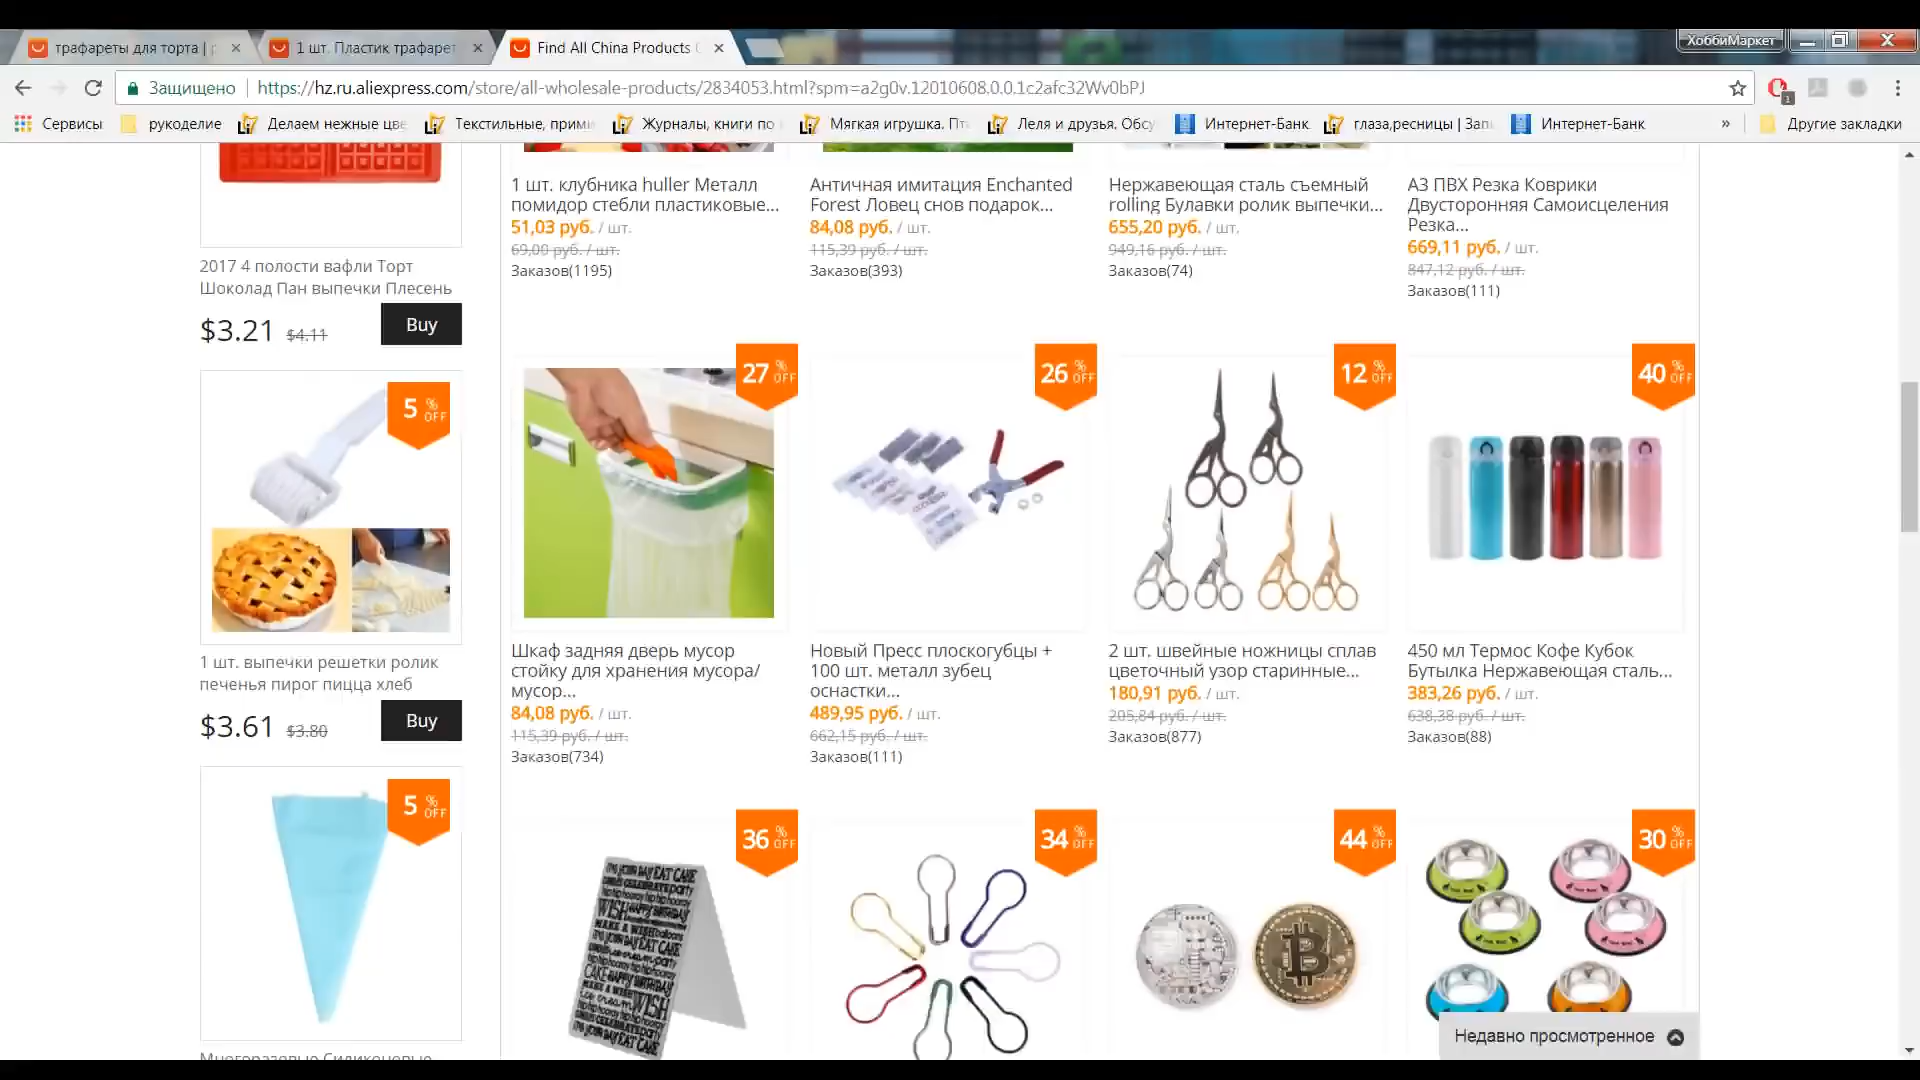 трафареты для торта |
1 шт. Пластик трафарет
Find All China Products
ХоббиМаркет
Защищено
https://hz.ru.aliexpress.com/store/all-wholesale-products/2834053.html?spm=a2g0v.12010608.0.0.1c2afc32Wv0bPJ
1
Сервисы
рукоделие
Делаем нежные цве
Текстильные, прими
Журналы, книги по
Мягкая игрушка. Пт
Леля и друзья. Обсу
Интернет-Банк
глаза,ресницы | Зап
Интернет-Банк
»
Другие закладки
2017 4 полости вафли Торт
Шоколад Пан выпечки Плесень
$3.21 $4.11
Buy
5 % OFF
1 шт. выпечки решетки ролик
печенья пирог пицца хлеб
$3.61 $3.80
Buy
5 % OFF
Многоразовые Силиконовые
1 шт. клубника huller Металл
помидор стебли пластиковые...
51,03 руб. / шт.
69,00 руб. / шт.
Заказов(1195)
Античная имитация Enchanted
Forest Ловец снов подарок...
84,08 руб. / шт.
115,39 руб. / шт.
Заказов(393)
Нержавеющая сталь съемный
rolling Булавки ролик выпечки...
655,20 руб. / шт.
949,16 руб. / шт.
Заказов(74)
A3 ПВХ Резка Коврики
Двусторонняя Самоисцеления
Резка...
669,11 руб. / шт.
847,12 руб. / шт.
Заказов(111)
27 % OFF
Шкаф задняя дверь мусор
стойку для хранения мусора/
мусор...
84,08 руб. / шт.
115,39 руб. / шт.
Заказов(734)
26 % OFF
Новый Пресс плоскогубцы +
100 шт. металл зубец
оснастки...
489,95 руб. / шт.
662,15 руб. / шт.
Заказов(111)
12 % OFF
2 шт. швейные ножницы сплав
цветочный узор старинные...
180,91 руб. / шт.
205,84 руб. / шт.
Заказов(877)
40 % OFF
450 мл Термос Кофе Кубок
Бутылка Нержавеющая сталь...
383,26 руб. / шт.
638,38 руб. / шт.
Заказов(88)
36 % OFF
34 % OFF
44 % OFF
30 % OFF
Недавно просмотренное